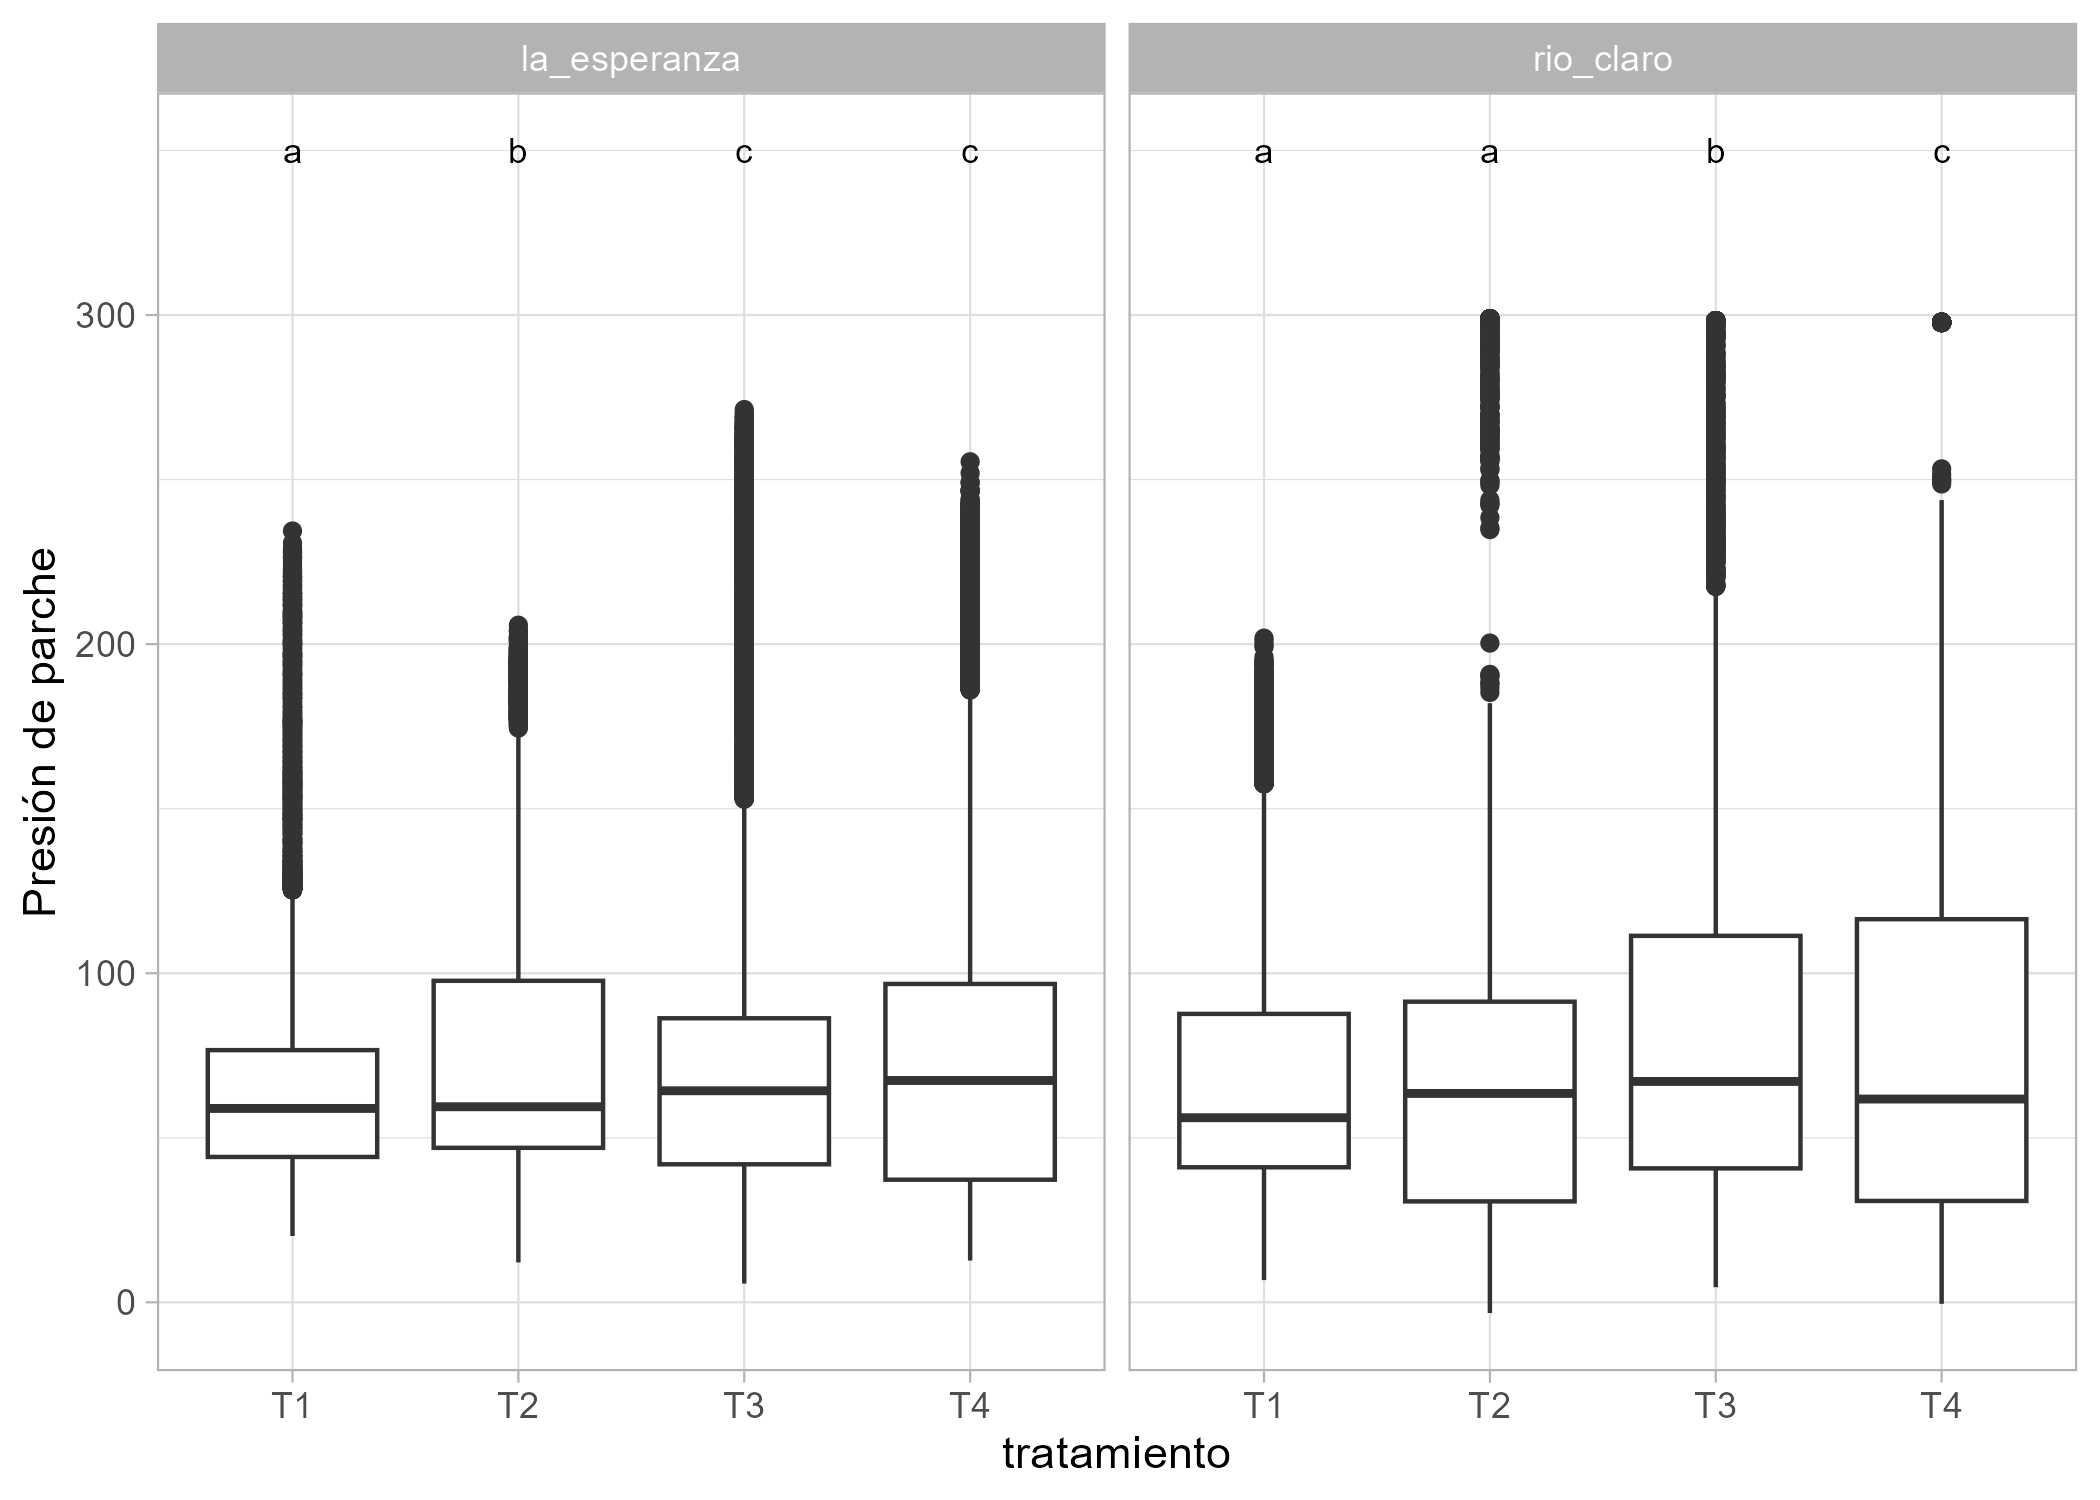 la_esperanza
rio_claro
a b c c
a a b c
Presión de parche
300
200
100
0
T1 T2 T3 T4
T1 T2 T3 T4
tratamiento